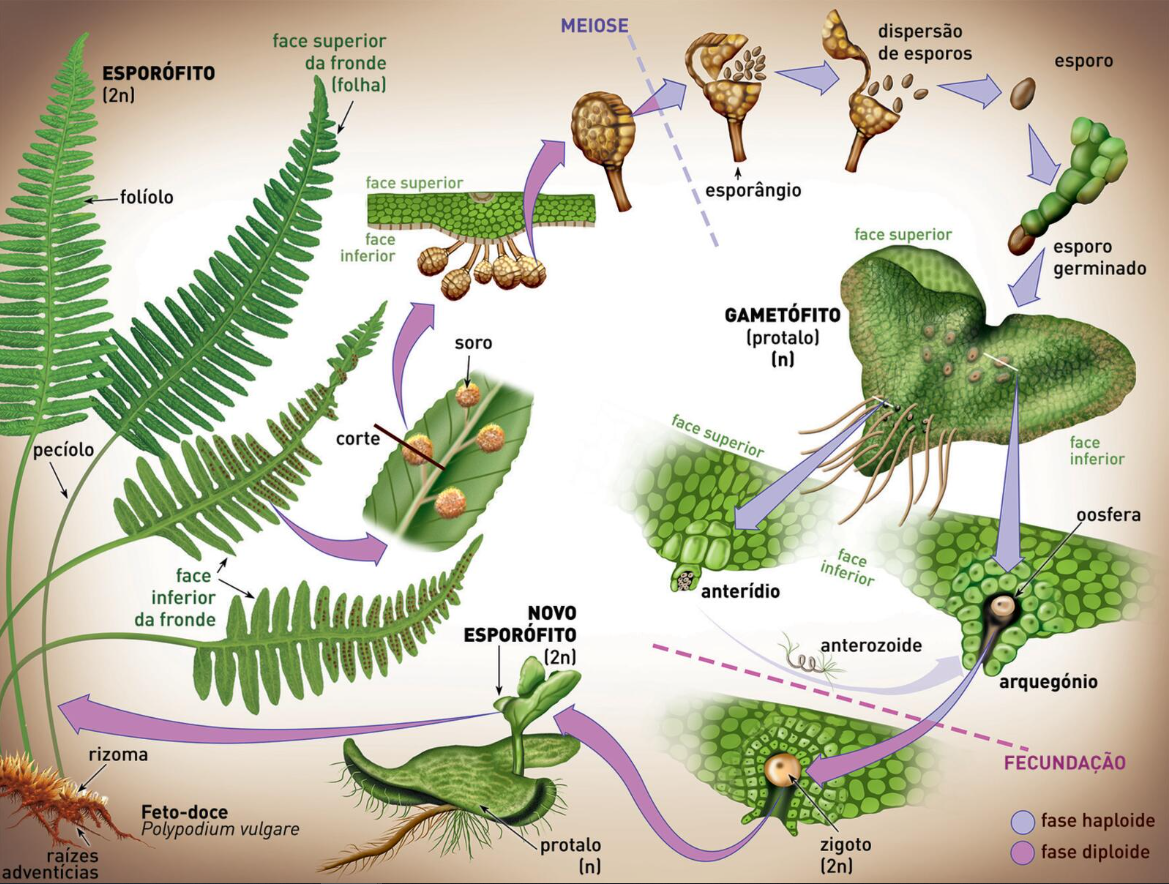 MEIOSE
dispersão
de esporos
esporo
face superior
da fronde
(folha)
ESPORÓFITO
(2n)
folíolo
face superior
face
inferior
esporângio
esporo
germinado
face superior
GAMETÓFITO
(protalo)
(n)
soro
corte
pecíolo
face superior
face
inferior
oosfera
face
inferior
anterídio
face
inferior
da fronde
NOVO
ESPORÓFITO
(2n)
anterozoide
arquegónio
FECUNDAÇÃO
rizoma
Feto-doce
Polypodium vulgare
raízes
adventícias
protalo
(n)
zigoto
(2n)
fase haploide
fase diploide